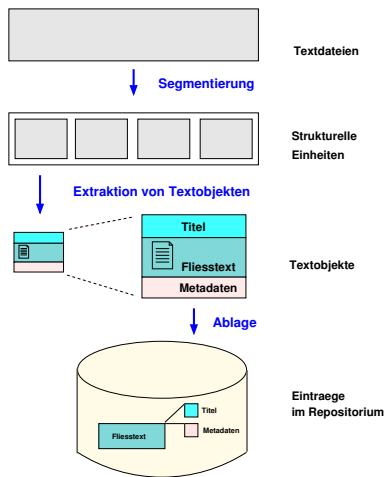 Textdateien
Segmentierung
Strukturelle
Einheiten
Extraktion von Textobjekten
Titel
Fliesstext
Textobjekte
Metadaten
Ablage
Eintraege
im Repositorium
Titel
Metadaten
Fliesstext